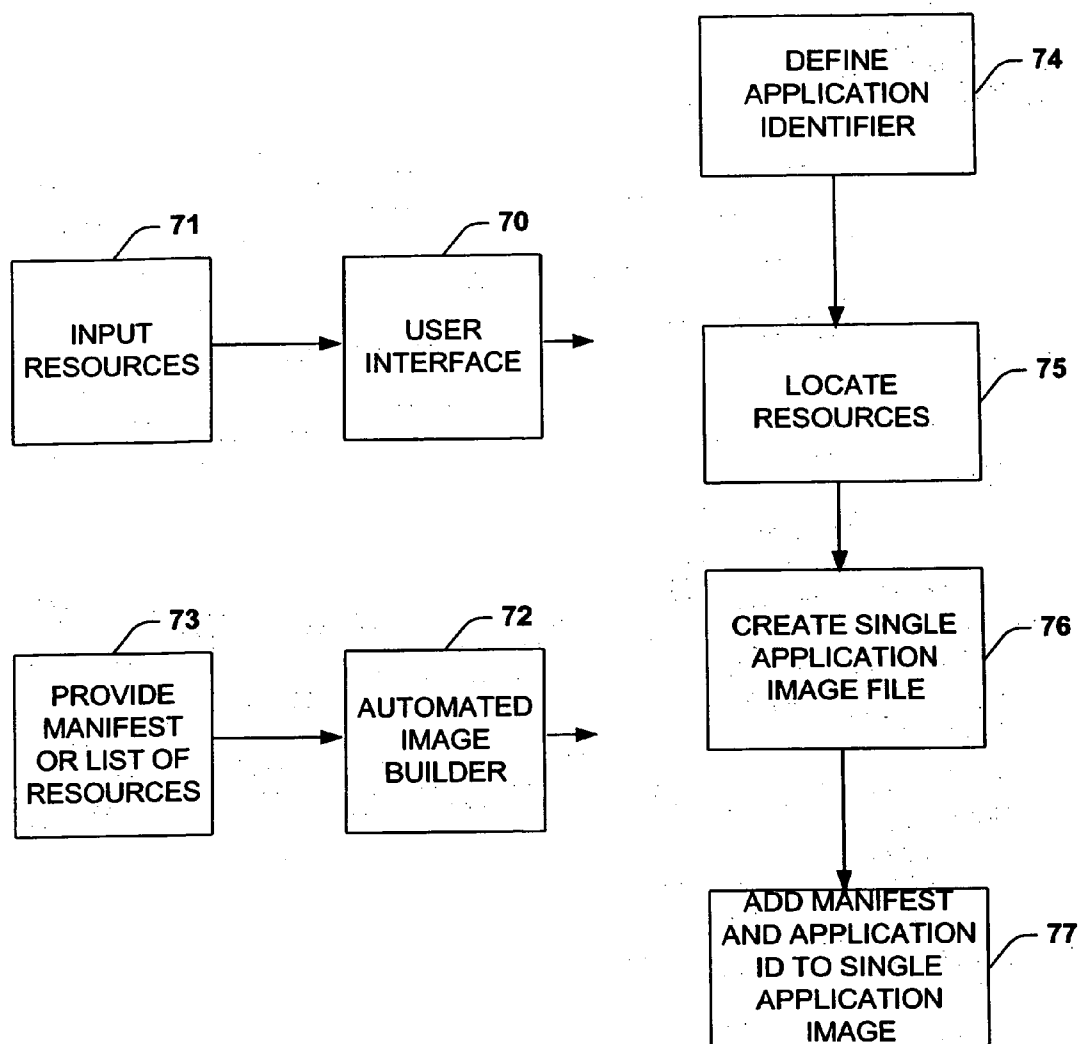 74
DEFINE
APPLICATION
IDENTIFIER
71
INPUT
RESOURCES
70
USER
INTERFACE
75
LOCATE
RESOURCES
73
PROVIDE
MANIFEST
OR LIST OF
RESOURCES
72
AUTOMATED
IMAGE
BUILDER
76
CREATE SINGLE
APPLICATION
IMAGE FILE
77
ADD MANIFEST
AND APPLICATION
ID TO SINGLE
APPLICATION
IMAGE